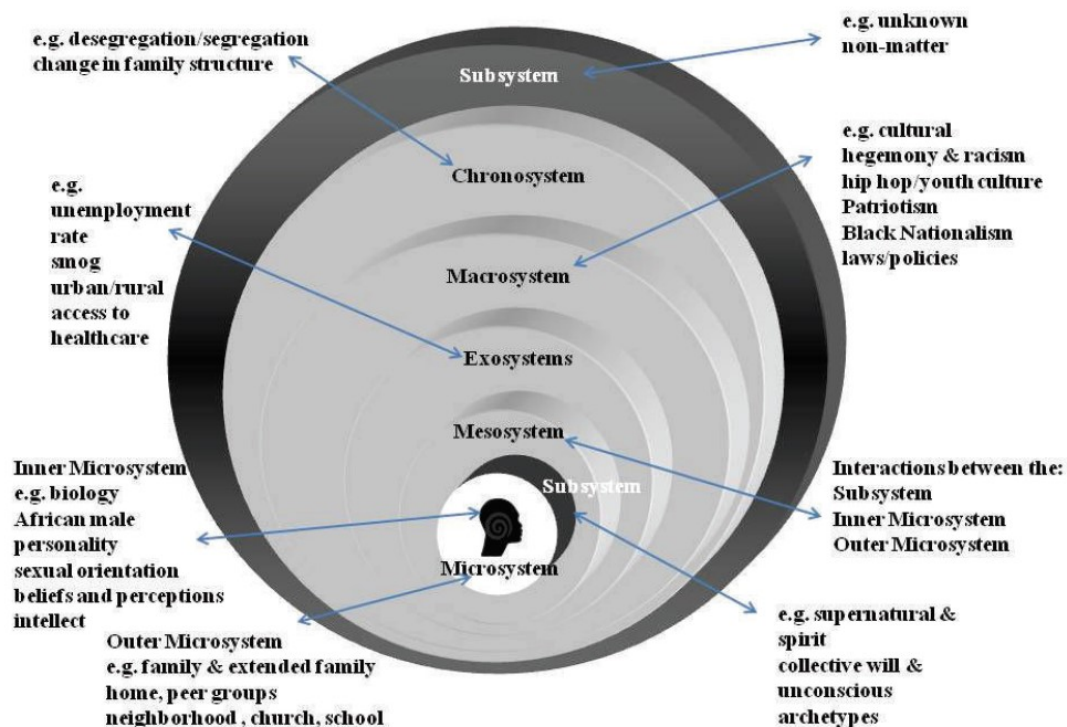 e.g. desegregation/segregation
change in family structure
e.g. unknown
non-matter
Subsystem
e.g. cultural
hegemony & racism
hip hop/youth culture
Patriotism
Black Nationalism
laws/policies
Chronosystem
e.g.
unemployment
rate
smog
urban/rural
access to
healthcare
Macrosystem
Exosystems
Mesosystem
Inner Microsystem
e.g. biology
African male
personality
sexual orientation
beliefs and perceptions
intellect
Subsystem
Interactions between the:
Subsystem
Inner Microsystem
Outer Microsystem
Microsystem
Outer Microsystem
e.g. family & extended family
home, peer groups
neighborhood , church, school
e.g. supernatural &
spirit
collective will &
unconscious
archetypes